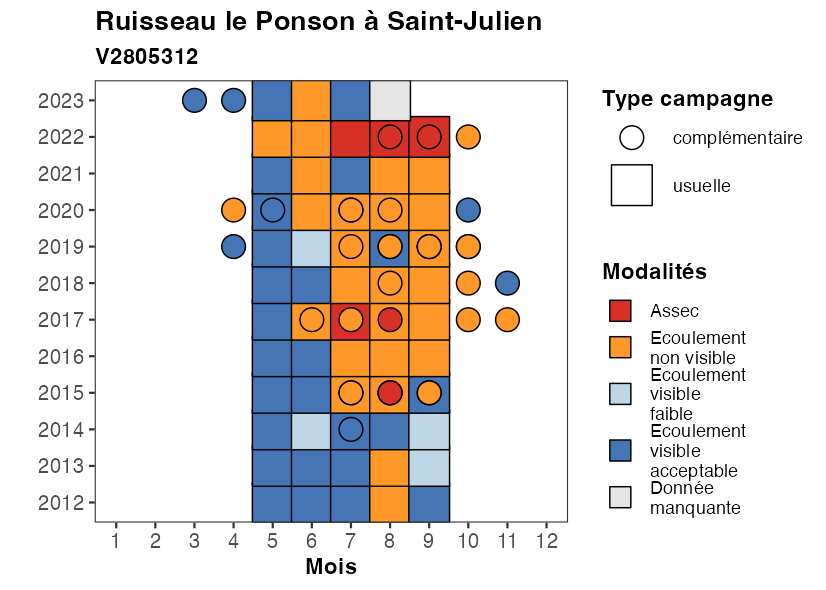 Ruisseau le Ponson à Saint-Julien
V2805312
2023
2022
2021
2020
2019
2018
2017
2016
2015
2014
2013
2012
1 2 3 4 5 6 7 8 9 10 11 12
Mois
Type campagne
complémentaire
usuelle
Modalités
Assec
Ecoulement
non visible
Ecoulement
visible
faible
Ecoulement
visible
acceptable
Donnée
manquante